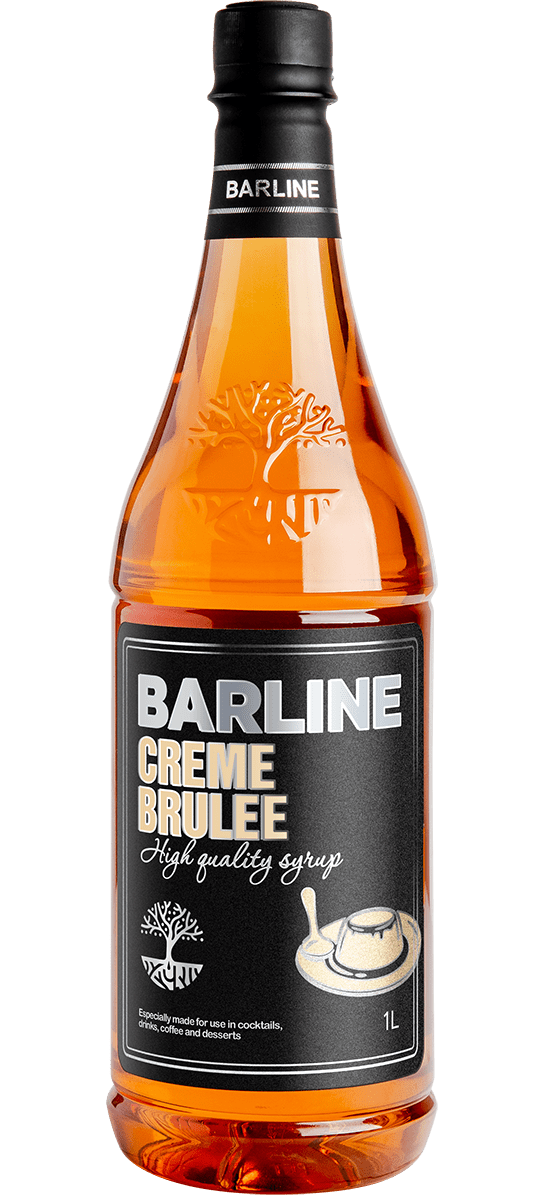 BARLINE
BARLINE
CREME
BRULEE
High quality syrup
Especially made for use in cocktails,
drinks, coffee and desserts
1L